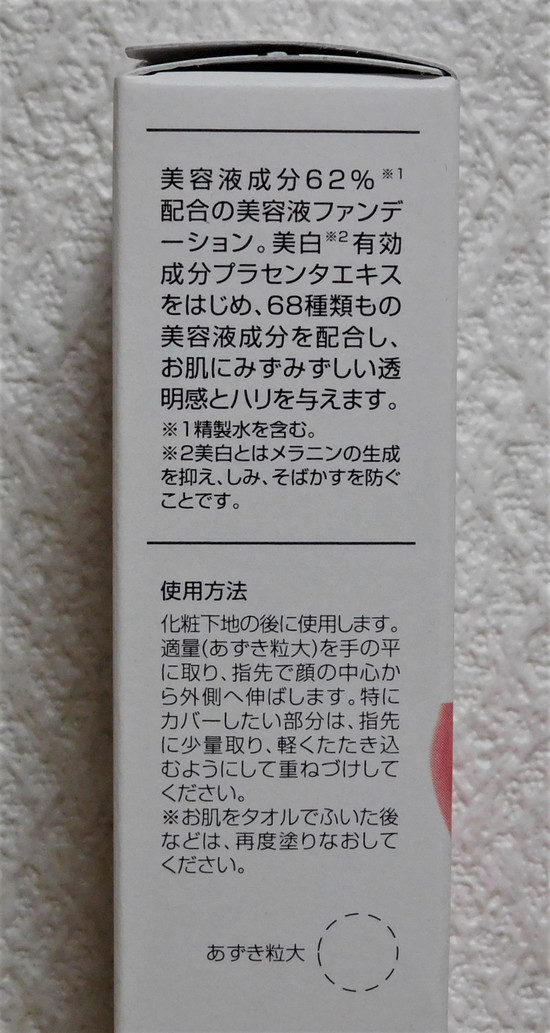 美容液成分62%※1
配合の美容液ファンデ
ーション。美白※2有効
成分プラセンタエキス
をはじめ、68種類もの
美容液成分を配合し、
お肌にみずみずしい透
明感とハリを与えます。
※1精製水を含む。
※2美白とはメラニンの生成
を抑え、しみ、そばかすを防ぐ
ことです。
使用方法
化粧下地の後に使用します。
適量(あずき粒大)を手の平
に取り、指先で顔の中心か
ら外側へ伸ばします。特に
カバーしたい部分は、指先
に少量取り、軽くたたき込
むようにして重ねづけして
ください。
※お肌をタオルでふいた後
などは、再度塗りなおして
ください。
あずき粒大